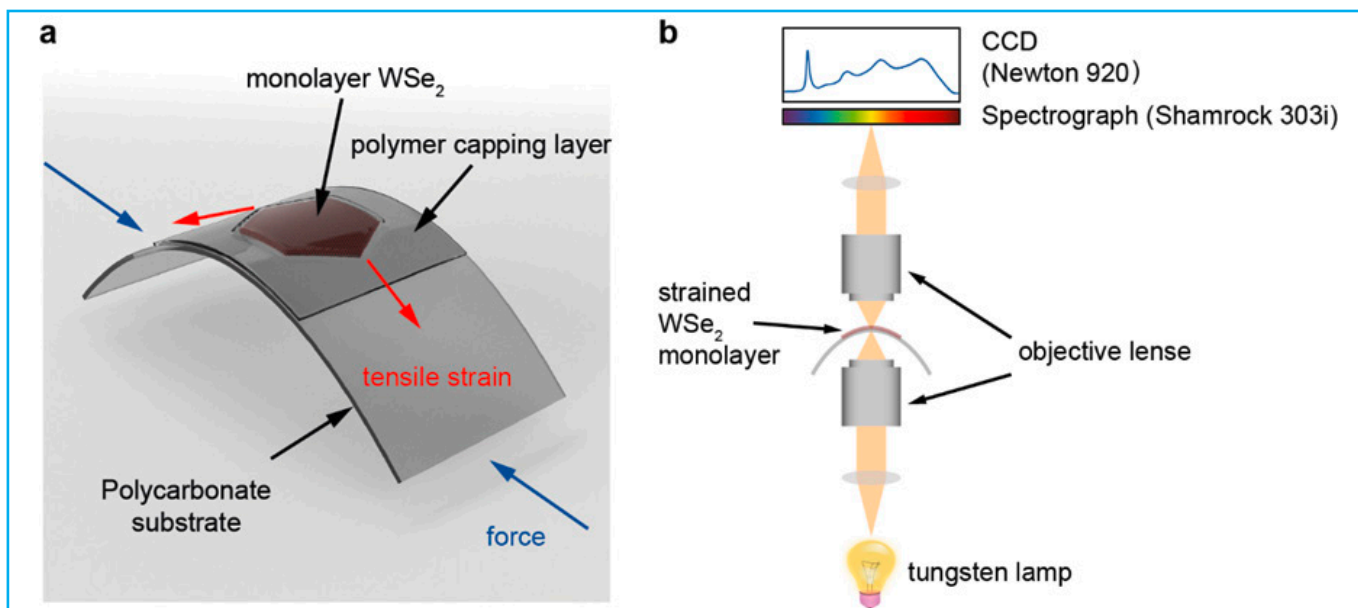 a
monolayer WSe₂
polymer capping layer
tensile strain
Polycarbonate
substrate
force
b
CCD
(Newton 920)
Spectrograph (Shamrock 303i)
strained
WSe₂
monolayer
objective lense
tungsten lamp